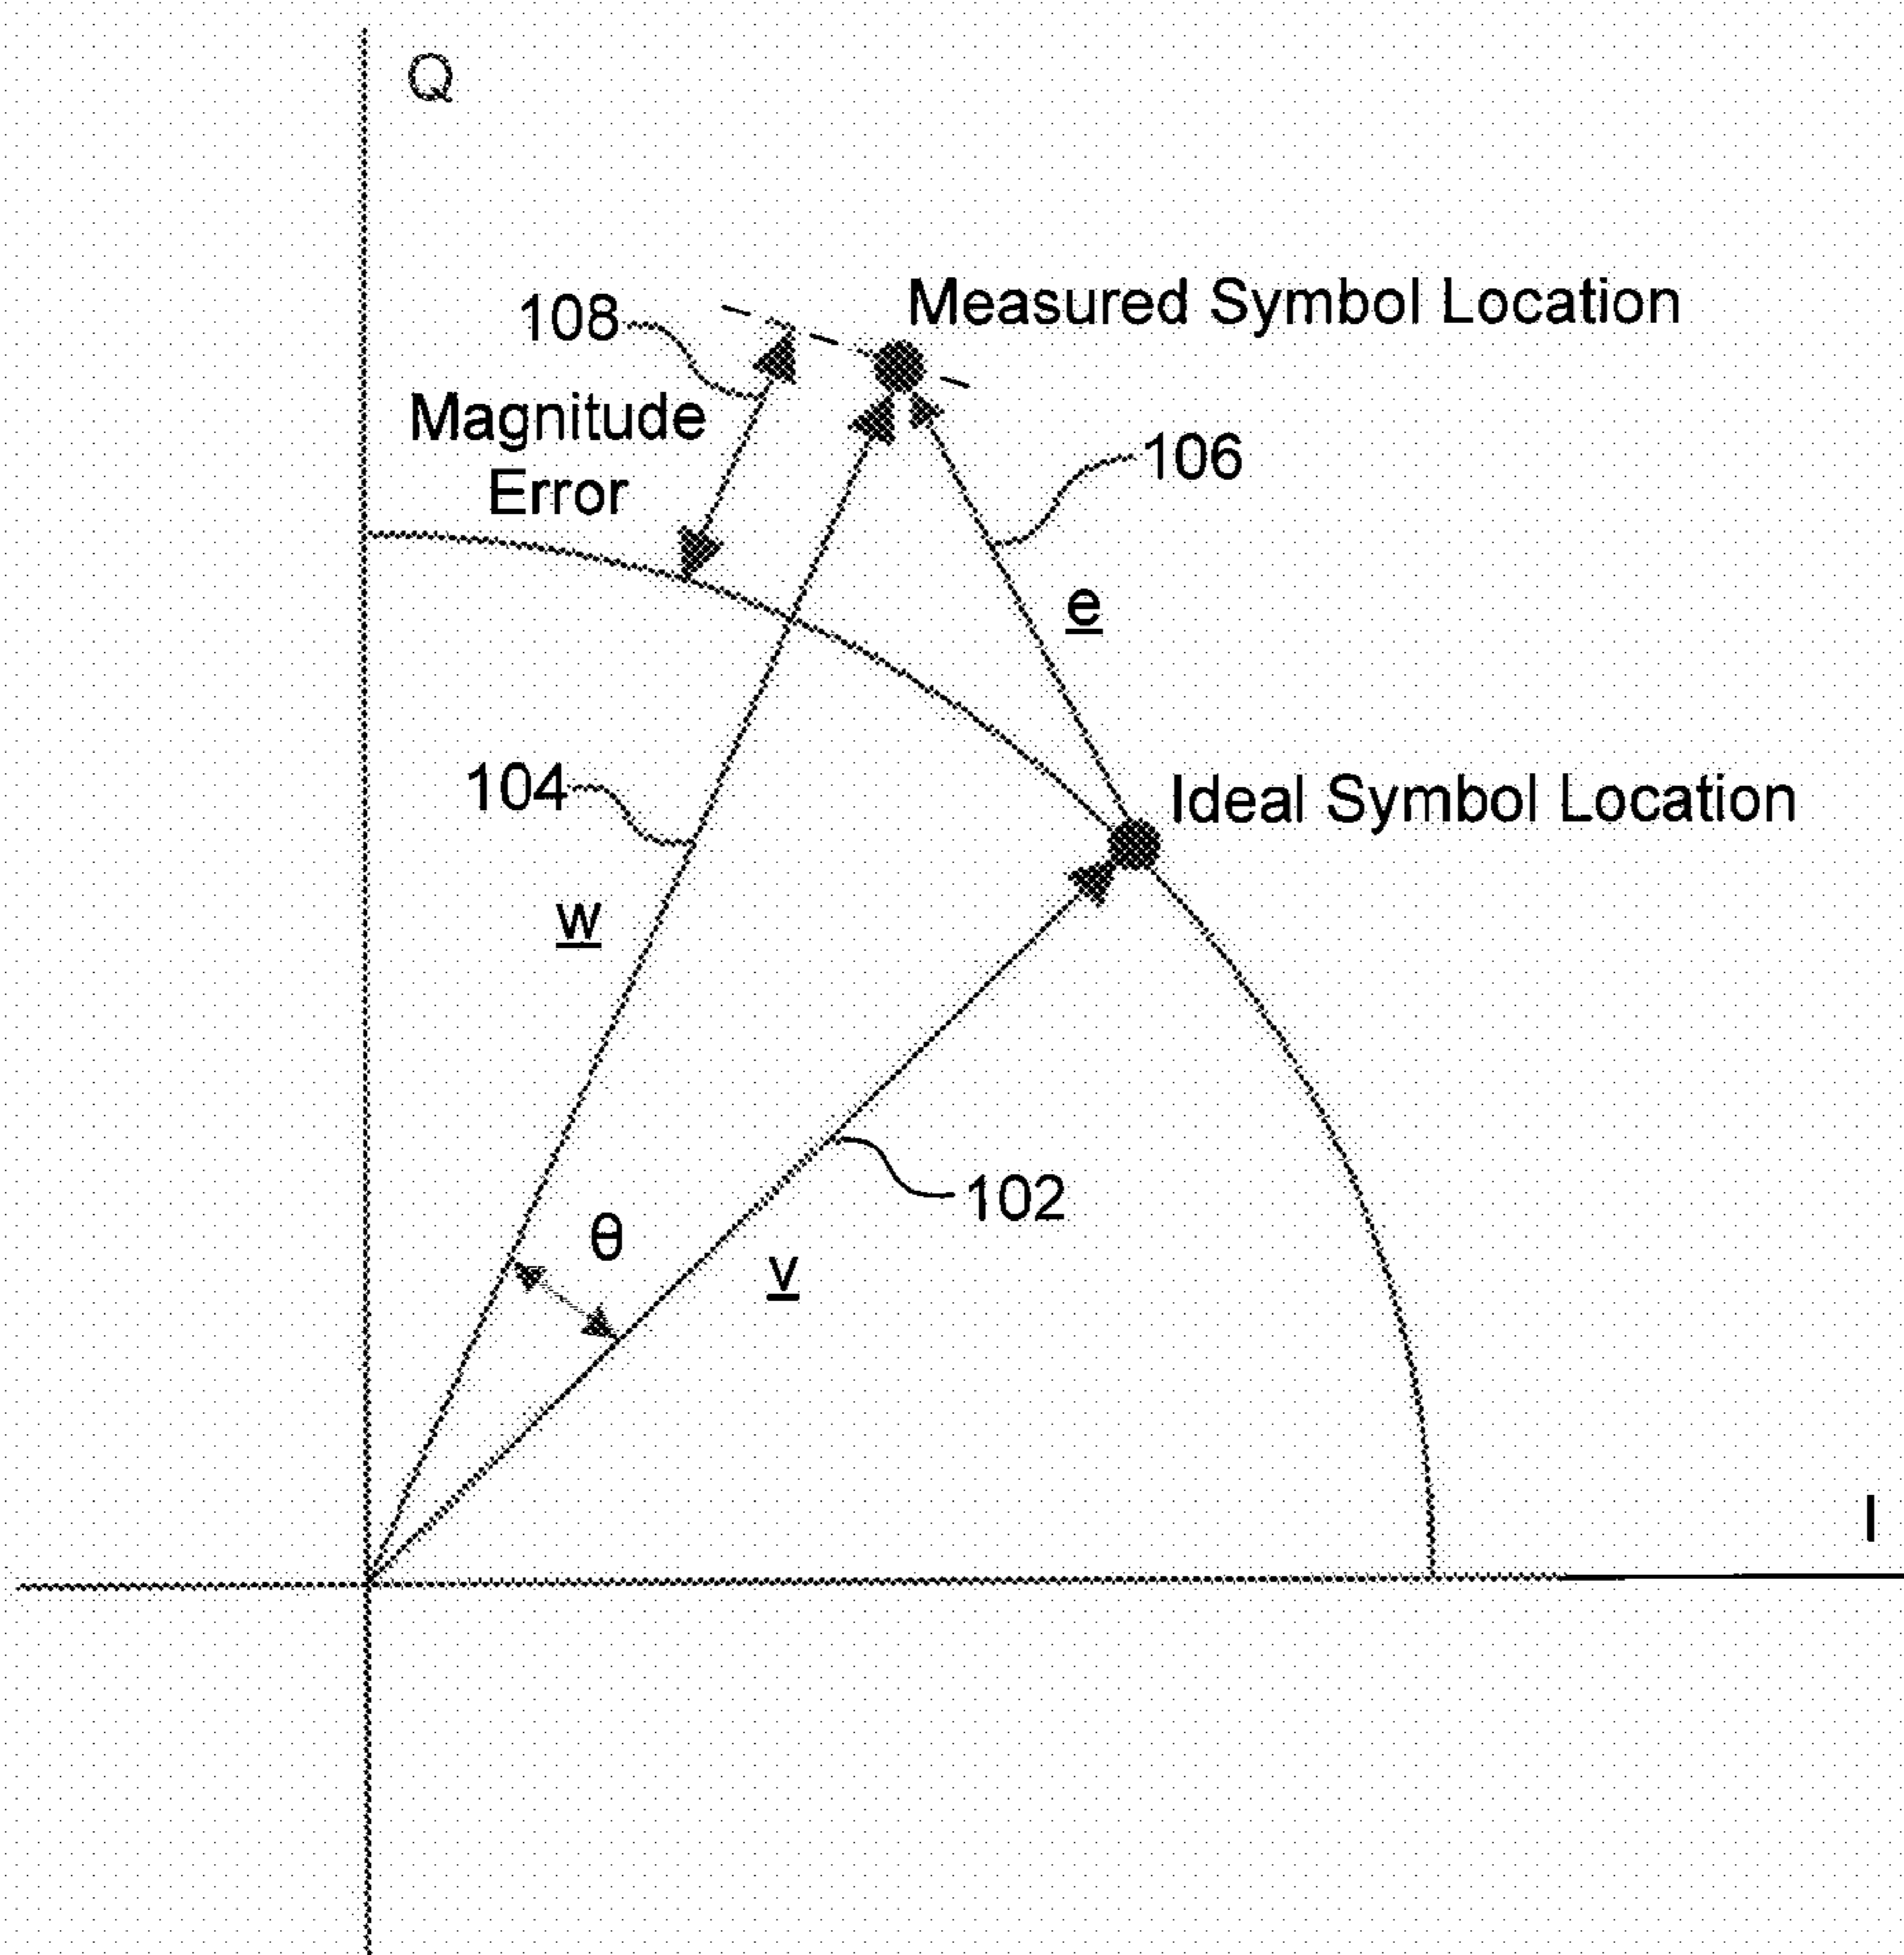 Q
Measured Symbol Location
108
Magnitude
Error
106
e
Ideal Symbol Location
104
w
102
θ
v
I